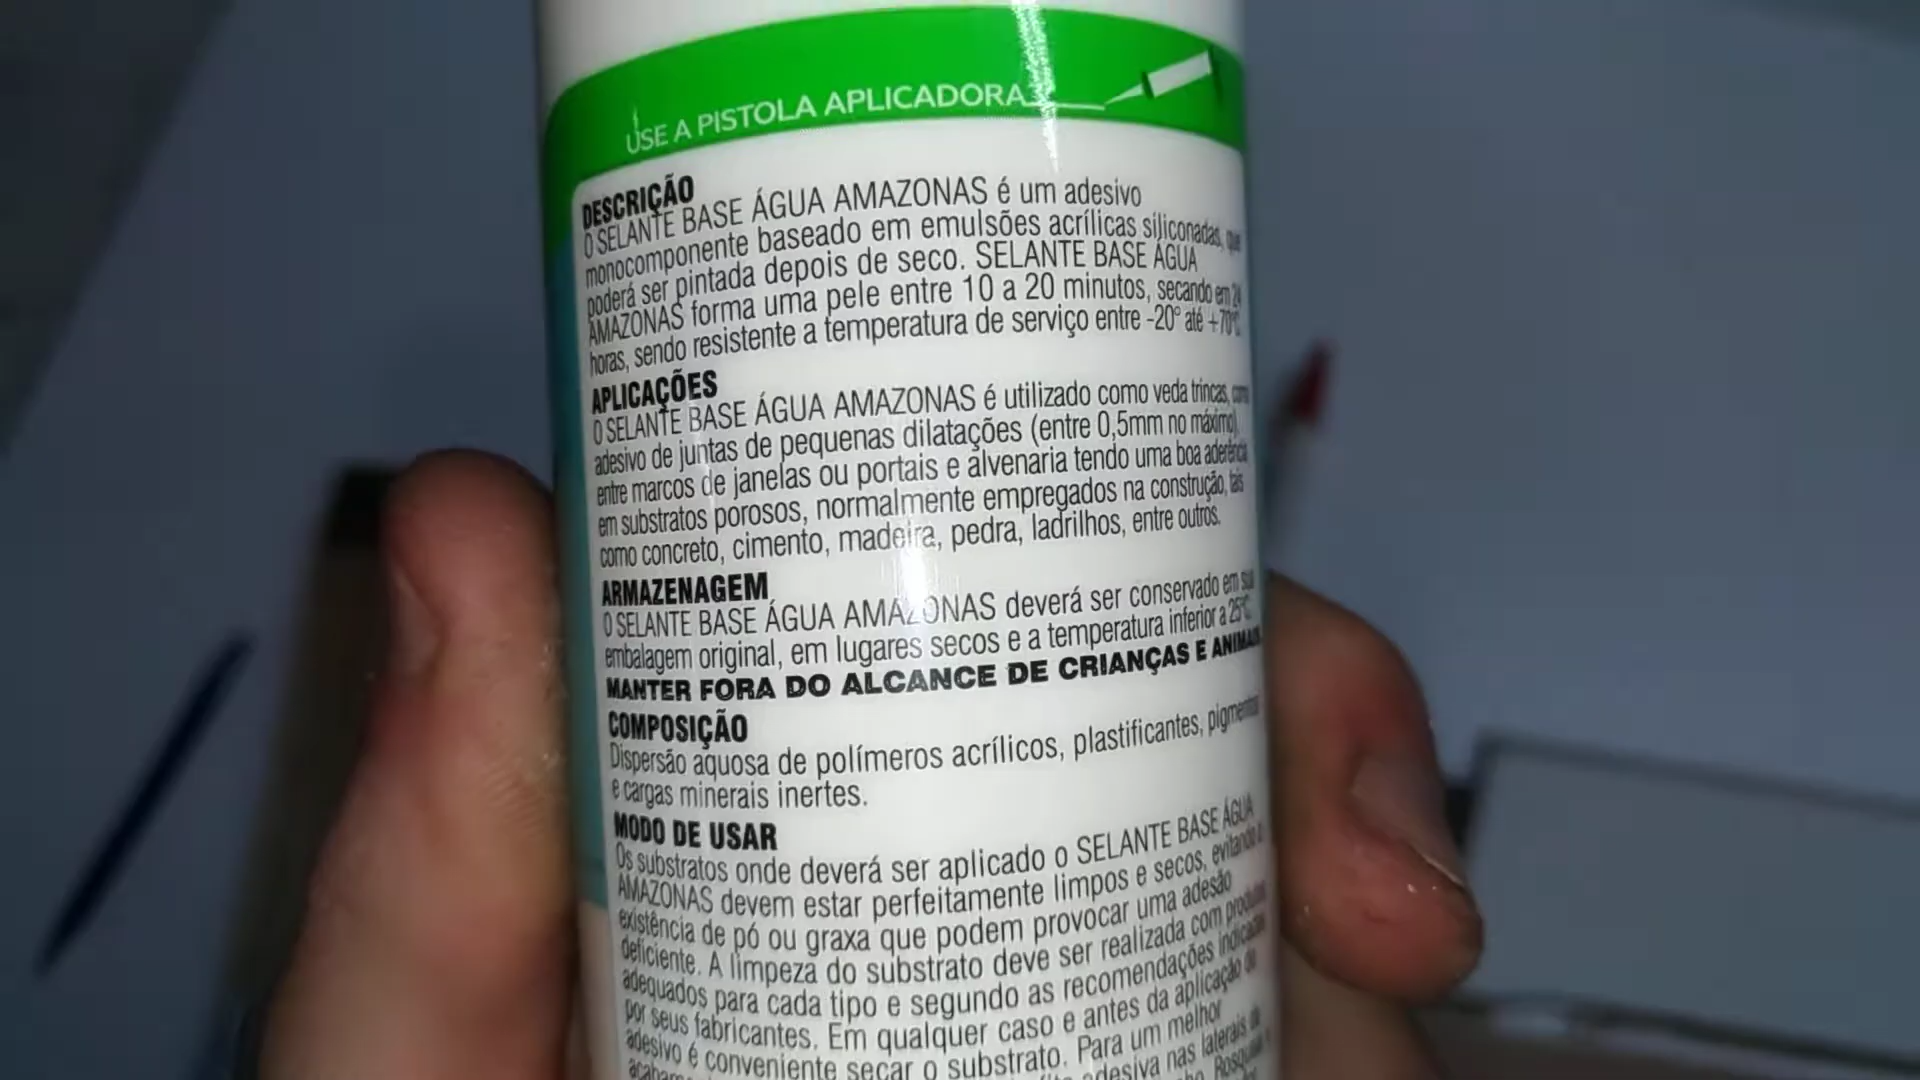 USE A PISTOLA APLICADORA
DESCRIÇÃO
O SELANTE BASE ÁGUA AMAZONAS é um adesivo
monocomponente baseado em emulsões acrílicas siliconadas, que
poderá ser pintada depois de seco. SELANTE BASE ÁGUA
AMAZONAS forma uma pele entre 10 a 20 minutos, secando em 24
horas, sendo resistente a temperatura de serviço entre -20° até +70°C
APLICAÇÕES
O SELANTE BASE ÁGUA AMAZONAS é utilizado como veda trincas, como
adesivo de juntas de pequenas dilatações (entre 0,5mm no máximo),
entre marcos de janelas ou portais e alvenaria tendo uma boa aderência
em substratos porosos, normalmente empregados na construção, tais
como concreto, cimento, madeira, pedra, ladrilhos, entre outros.
ARMAZENAGEM
O SELANTE BASE ÁGUA AMAZONAS deverá ser conservado em sua
embalagem original, em lugares secos e a temperatura inferior a 25°C.
MANTER FORA DO ALCANCE DE CRIANÇAS E ANIMAIS
COMPOSIÇÃO
Dispersão aquosa de polímeros acrílicos, plastificantes, pigmentos
e cargas minerais inertes.
MODO DE USAR
Os substratos onde deverá ser aplicado o SELANTE BASE ÁGUA
AMAZONAS devem estar perfeitamente limpos e secos, evitando a
existência de pó ou graxa que podem provocar uma adesão
deficiente. A limpeza do substrato deve ser realizada com produtos
adequados para cada tipo e segundo as recomendações indicadas
por seus fabricantes. Em qualquer caso e antes da aplicação do
adesivo é conveniente secar o substrato. Para um melhor
adesiva nas laterais da